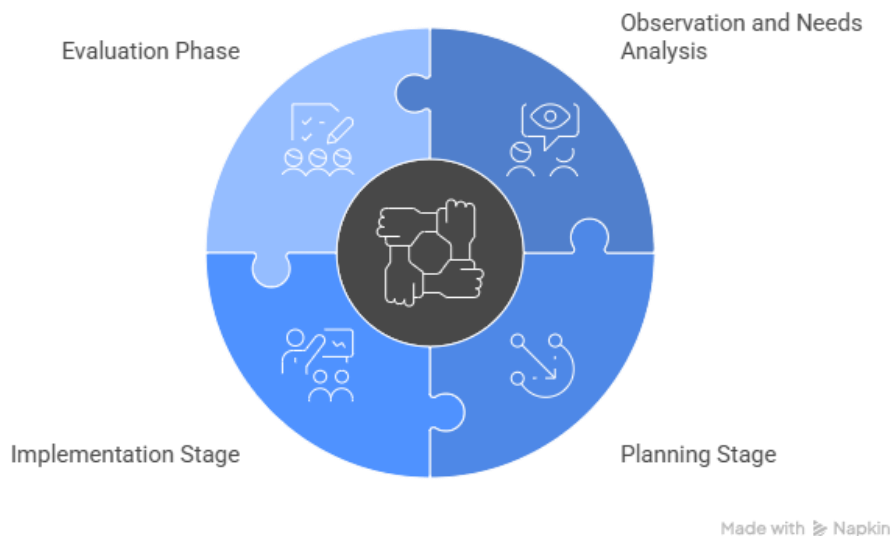 Evaluation Phase
Observation and Needs
Analysis
Implementation Stage
Planning Stage
Made with Napkin